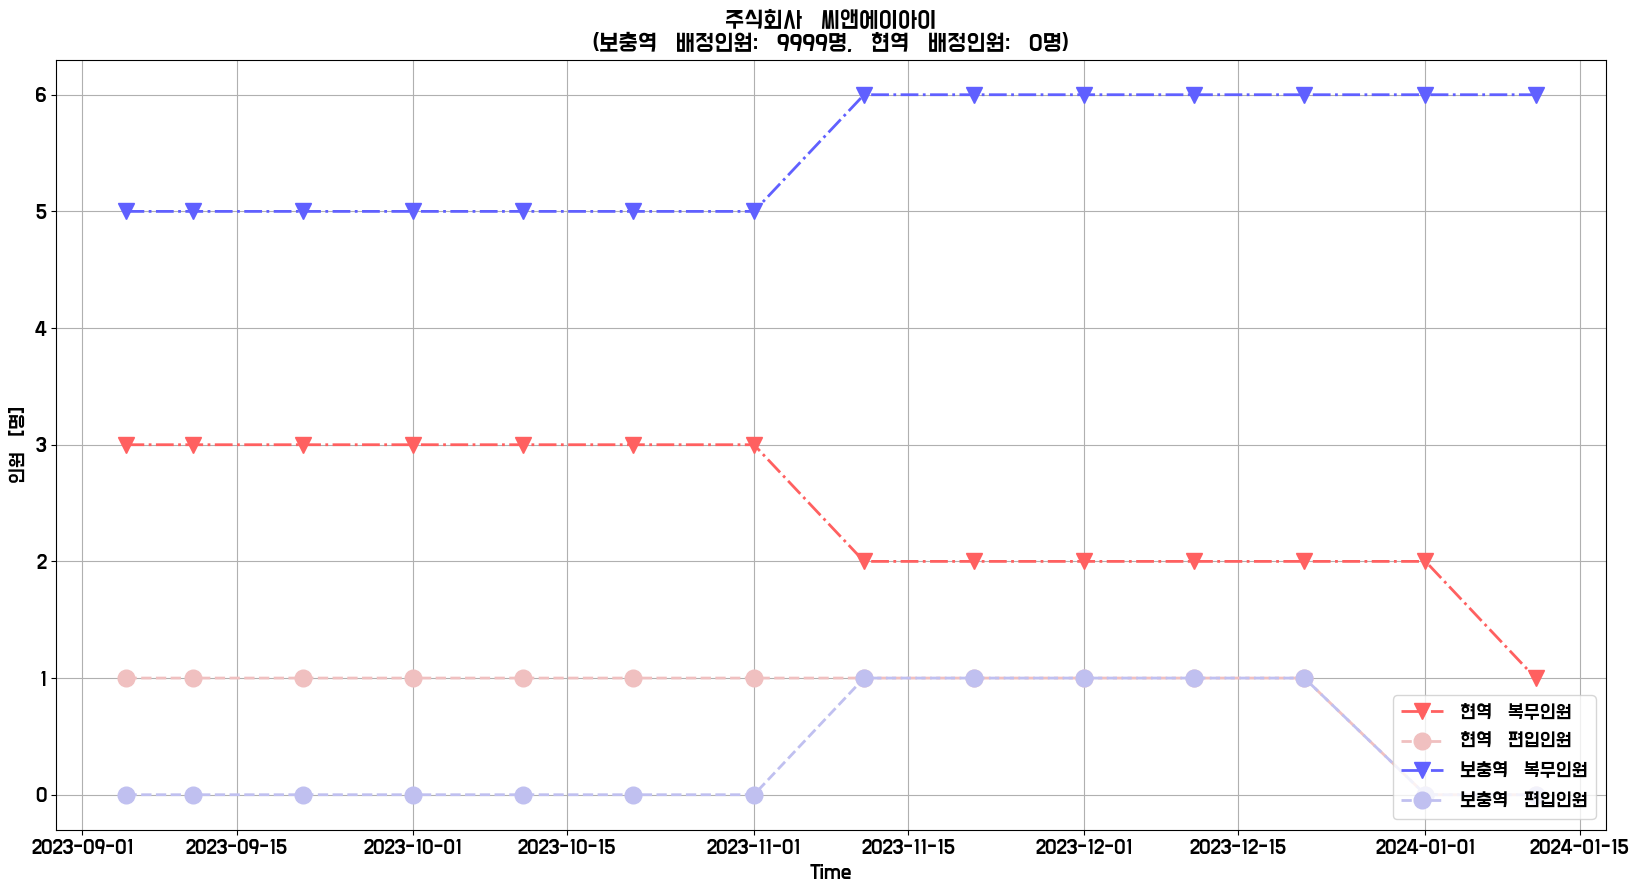 주식회사 씨앤에이아이
(보충역 배정인원: 9999명, 현역 배정인원: 0명)
인원 [명]
6
5
4
3
2
1
0
현역 복무인원
현역 편입인원
보충역 복무인원
보충역 편입인원
2023-09-01 2023-09-15 2023-10-01 2023-10-15 2023-11-01 2023-11-15 2023-12-01 2023-12-15 2024-01-01 2024-01-15
Time